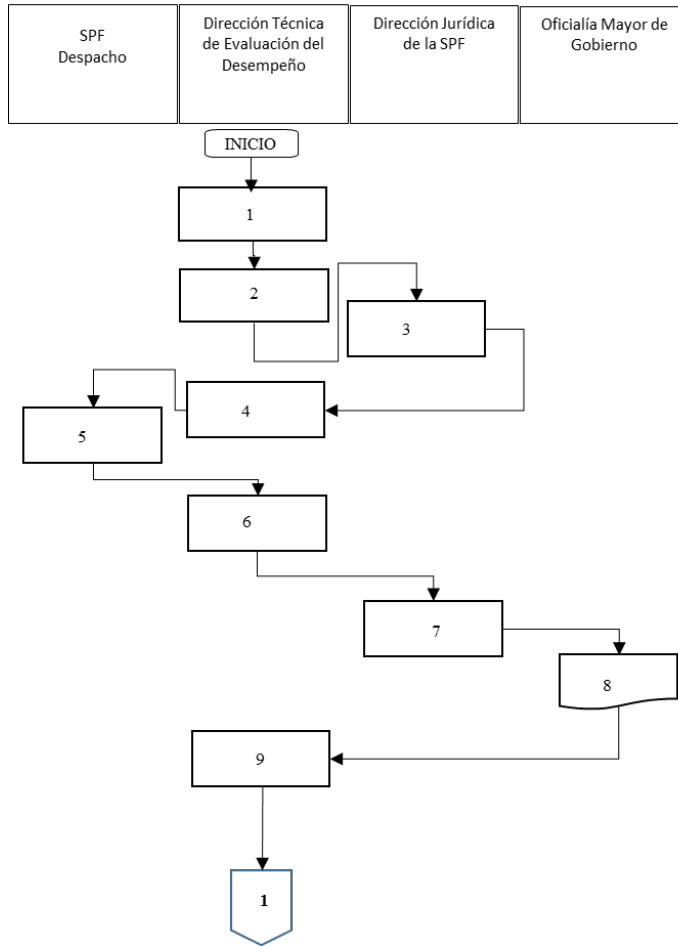 SPF
Despacho
Dirección Técnica
de Evaluación del
Desempeño
Dirección Jurídica
de la SPF
Oficialía Mayor de
Gobierno
INICIO
1
2
3
4
5
6
7
8
9
1